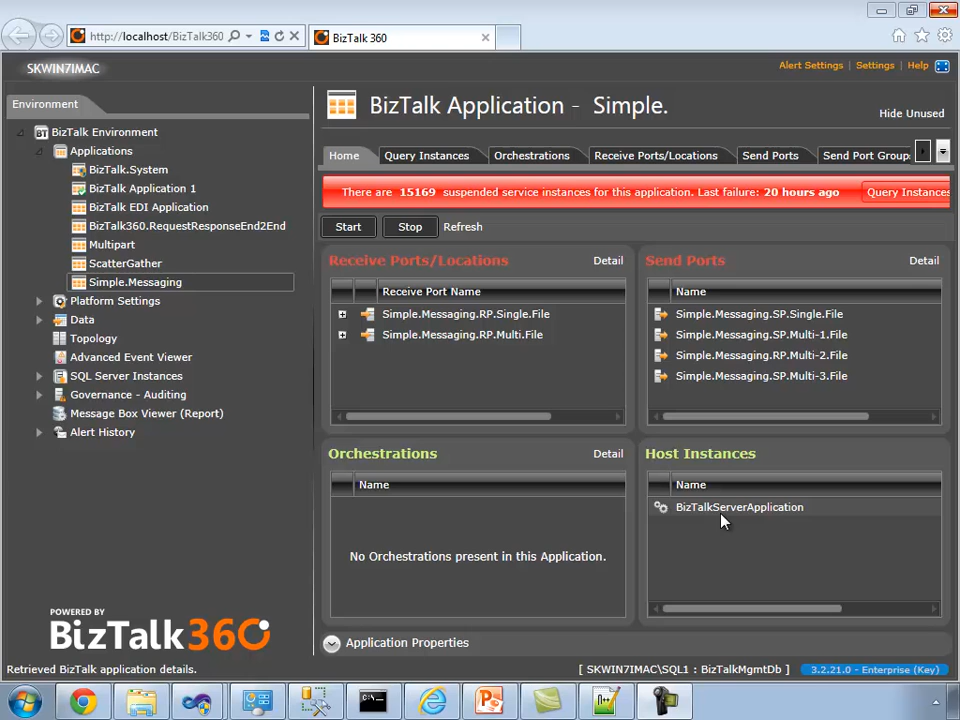 http://localhost/BizTalk360
BizTalk 360
SKWIN7IMAC
Alert Settings | Settings | Help
Environment
BizTalk Environment
Applications
BizTalk.System
BizTalk Application 1
BizTalk EDI Application
BizTalk360.RequestResponseEnd2End
Multipart
ScatterGather
Simple.Messaging
Platform Settings
Data
Topology
Advanced Event Viewer
SQL Server Instances
Governance - Auditing
Message Box Viewer (Report)
Alert History
POWERED BY
BizTalk360
BizTalk Application - Simple.
Hide Unused
Home
Query Instances
Orchestrations
Receive Ports/Locations
Send Ports
Send Port Groups
There are 15169 suspended service instances for this application. Last failure: 20 hours ago
Query Instances
Start
Stop
Refresh
Receive Ports/Locations
Detail
Receive Port Name
Simple.Messaging.RP.Single.File
Simple.Messaging.RP.Multi.File
Send Ports
Detail
Name
Simple.Messaging.SP.Single.File
Simple.Messaging.SP.Multi-1.File
Simple.Messaging.RP.Multi-2.File
Simple.Messaging.SP.Multi-3.File
Orchestrations
Detail
Name
No Orchestrations present in this Application.
Host Instances
Name
BizTalkServerApplication
Application Properties
Retrieved BizTalk application details.
[ SKWIN7IMAC\SQL1 : BizTalkMgmtDb ]
3.2.21.0 - Enterprise (Key)